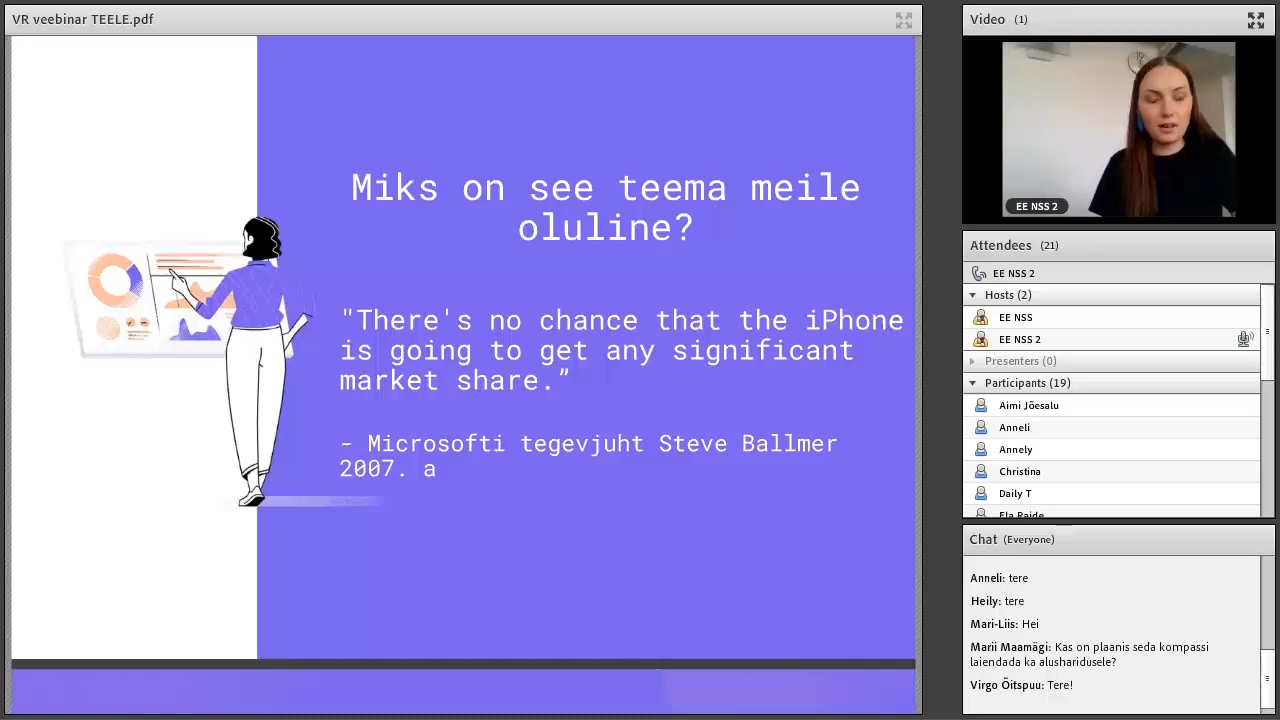 VR veebinar TEELE.pdf
Miks on see teema meile
oluline?
"There's no chance that the iPhone
is going to get any significant
market share.”
- Microsofti tegevjuht Steve Ballmer
2007. a
Video (1)
EE NSS 2
Attendees (21)
EE NSS 2
Hosts (2)
EE NSS
EE NSS 2
Presenters (0)
Participants (19)
Aimi Jõesalu
Anneli
Annely
Christina
Daily T
Ela Raide
Chat (Everyone)
Anneli: tere
Heily: tere
Mari-Liis: Hei
Marii Maamägi: Kas on plaanis seda kompassi
laiendada ka alusharidusele?
Virgo Õitspuu: Tere!